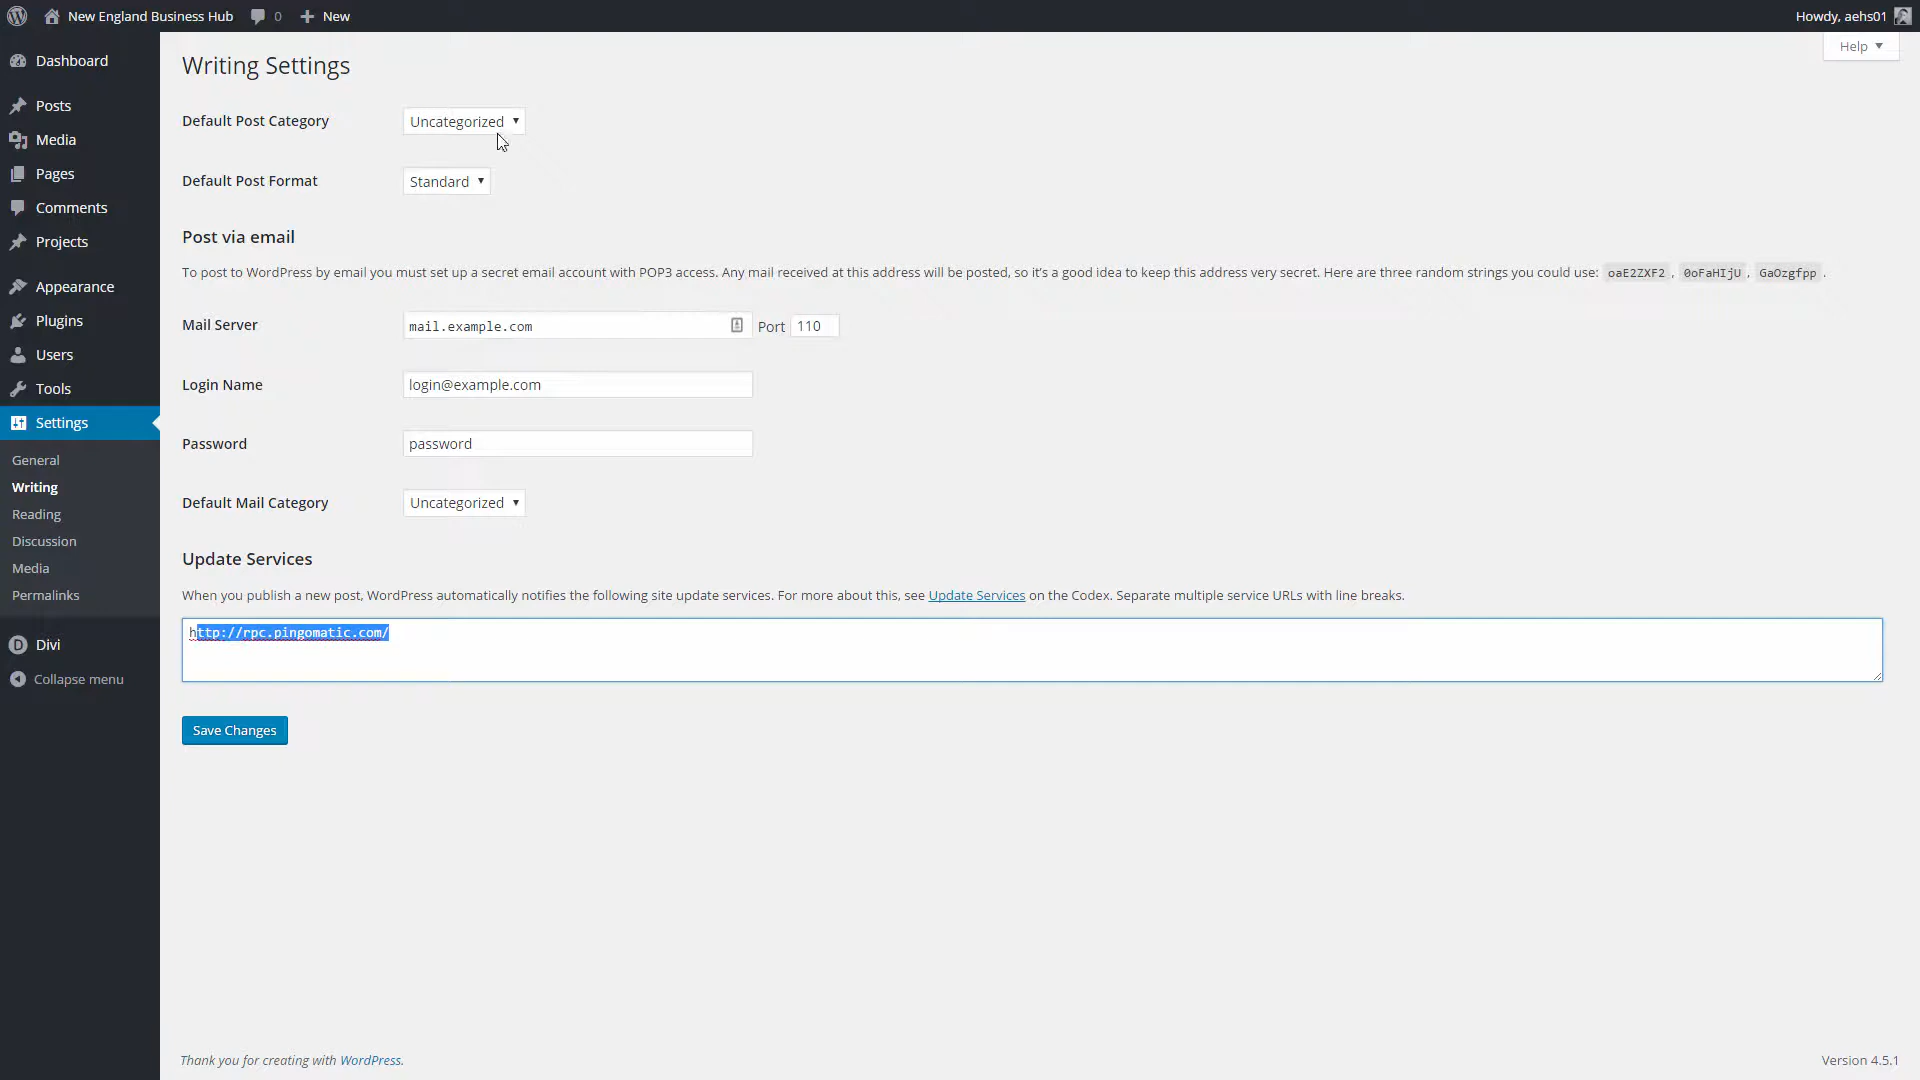 New England Business Hub 0 New Howdy, aehs01
Help
Dashboard
Posts
Media
Pages
Comments
Projects
Appearance
Plugins
Users
Tools
Settings
General
Writing
Reading
Discussion
Media
Permalinks
Divi
Collapse menu
Writing Settings
Default Post Category Uncategorized
Default Post Format Standard
Post via email
To post to WordPress by email you must set up a secret email account with POP3 access. Any mail received at this address will be posted, so it's a good idea to keep this address very secret. Here are three random strings you could use: oaE2ZXF2 , 0oFaHIjU , GaOzgfpp .
Mail Server mail.example.com Port 110
Login Name login@example.com
Password password
Default Mail Category Uncategorized
Update Services
When you publish a new post, WordPress automatically notifies the following site update services. For more about this, see Update Services on the Codex. Separate multiple service URLs with line breaks.
http://rpc.pingomatic.com/
Save Changes
Thank you for creating with WordPress. Version 4.5.1